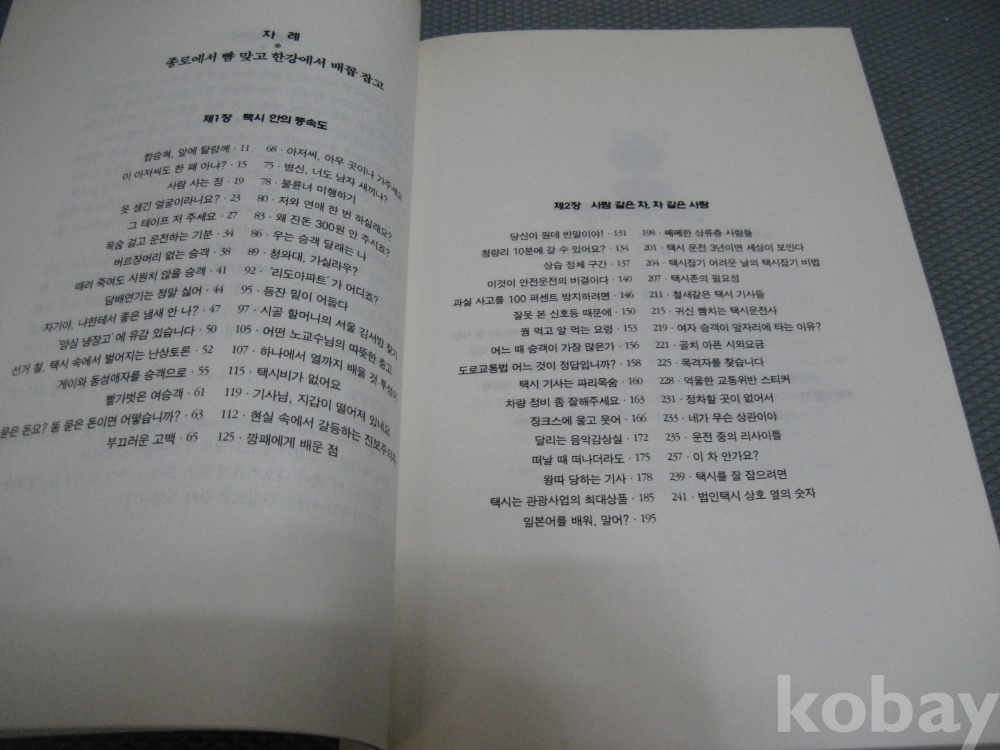 차 례
종로에서 뺨 맞고 한강에서 배꼽 잡고
제1장 택시 안의 풍속도
합승혀, 앞에 탈랑께 · 11
이 아저씨도 한 패 아냐? · 15
사람 사는 정 · 19
옷 생긴 얼굴이라니요? · 23
그 테이프 저 주세요 · 27
목숨 걸고 운전하는 기분 · 34
버르장머리 없는 승객 · 38
때려 죽여도 시원치 않을 승객 · 41
담배연기는 정말 싫어 · 44
자기야, 나한테서 좋은 냄새 안 나? · 47
'양심 냉장고'에 유감 있습니다 · 50
선거 철, 택시 속에서 벌어지는 난상토론 · 52
게이와 동성애자를 승객으로 · 55
빨가벗은 여승객 · 61
묻은 돈요? 똥 묻은 돈이면 어떻습니까? · 63
부끄러운 고백 · 65
68 · 아저씨, 아무 곳이나 가주세요
75 · 병신, 너도 남자 새끼냐?
78 · 불륜녀 미행하기
80 · 저와 연애 한 번 하실래요?
83 · 왜 잔돈 300원 안 주시죠?
86 · 우는 승객 달래는 나
89 · 청와대, 가실라우?
92 · '리도아파트'가 어디죠?
95 · 등잔 밑이 어둡다
97 · 시골 할머니의 서울 김서방 찾기
105 · 어떤 노교수님의 따뜻한 충고
107 · 하나에서 열까지 배울 것 투성이
115 · 택시비가 없어요
119 · 기사님, 지갑이 떨어져 있네요
112 · 현실 속에서 갈등하는 진보주의자
125 · 깡패에게 배운 점
제2장 사람 같은 차, 차 같은 사람
당신이 뭔데 반말이야! · 131
청량리 10분에 갈 수 있어요? · 134
상습 정체 구간 · 137
이것이 안전운전의 비결이다 · 140
과실 사고를 100 퍼센트 방지하려면 · 146
잘못 본 신호등 때문에 · 150
꿩 먹고 알 먹는 요령 · 153
어느 때 승객이 가장 많은가 · 156
도로교통법 어느 것이 정답입니까? · 158
택시 기사는 파리목숨 · 160
차량 정비 좀 잘해주세요 · 163
징크스에 울고 웃어 · 166
달리는 음악감상실 · 172
떠날 때 떠나더라도 · 175
왕따 당하는 기사 · 178
택시는 관광사업의 최대상품 · 185
일본어를 배워, 말어? · 195
198 · 쩨쩨한 상류층 사람들
201 · 택시 운전 3년이면 세상이 보인다
204 · 택시잡기 어려운 날의 택시잡기 비법
207 · 택시존의 필요성
211 · 철새같은 택시 기사들
215 · 귀신 뺨치는 택시운전사
219 · 여자 승객이 앞자리에 타는 이유?
221 · 골치 아픈 시외요금
225 · 목격자를 찾습니다
228 · 억울한 교통위반 스티커
231 · 정차할 곳이 없어서
233 · 네가 무슨 상관이야
235 · 운전 중의 리사이틀
237 · 이 차 안가요?
239 · 택시를 잘 잡으려면
241 · 법인택시 상호 옆의 숫자
kobay